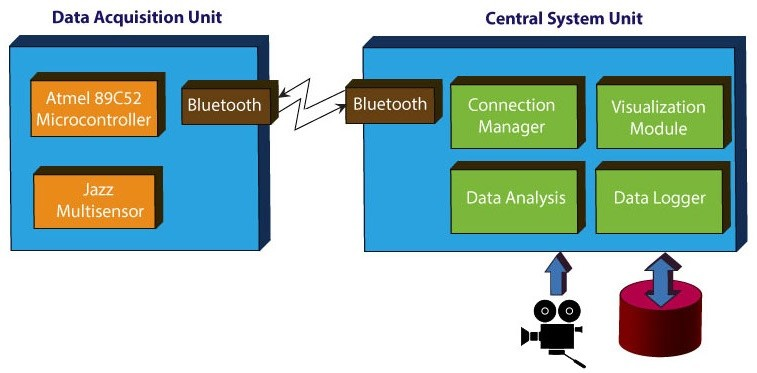 Data Acquisition Unit
Central System Unit
Atmel 89C52
Microcontroller
Bluetooth
Jazz
Multisensor
Bluetooth
Connection
Manager
Visualization
Module
Data Analysis
Data Logger